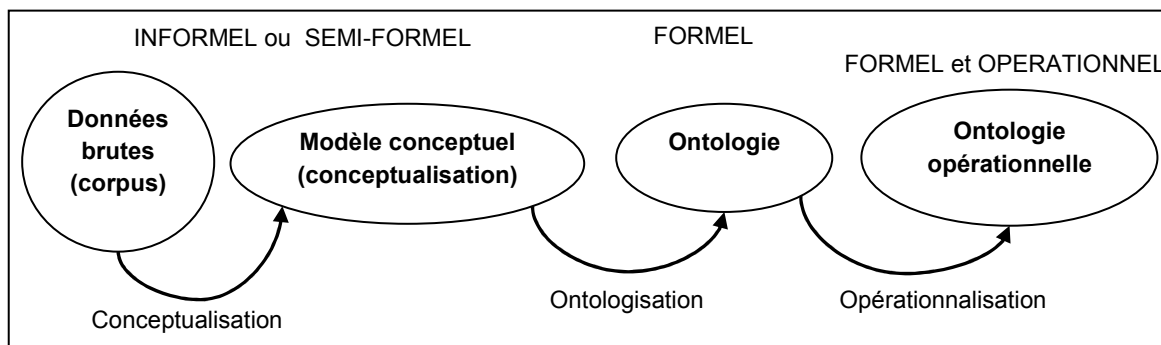 INFORMEL ou SEMI-FORMEL
FORMEL
FORMEL et OPERATIONNEL
Données
brutes
(corpus)
Modèle conceptuel
(conceptualisation)
Ontologie
Ontologie
opérationnelle
Conceptualisation
Ontologisation
Opérationnalisation